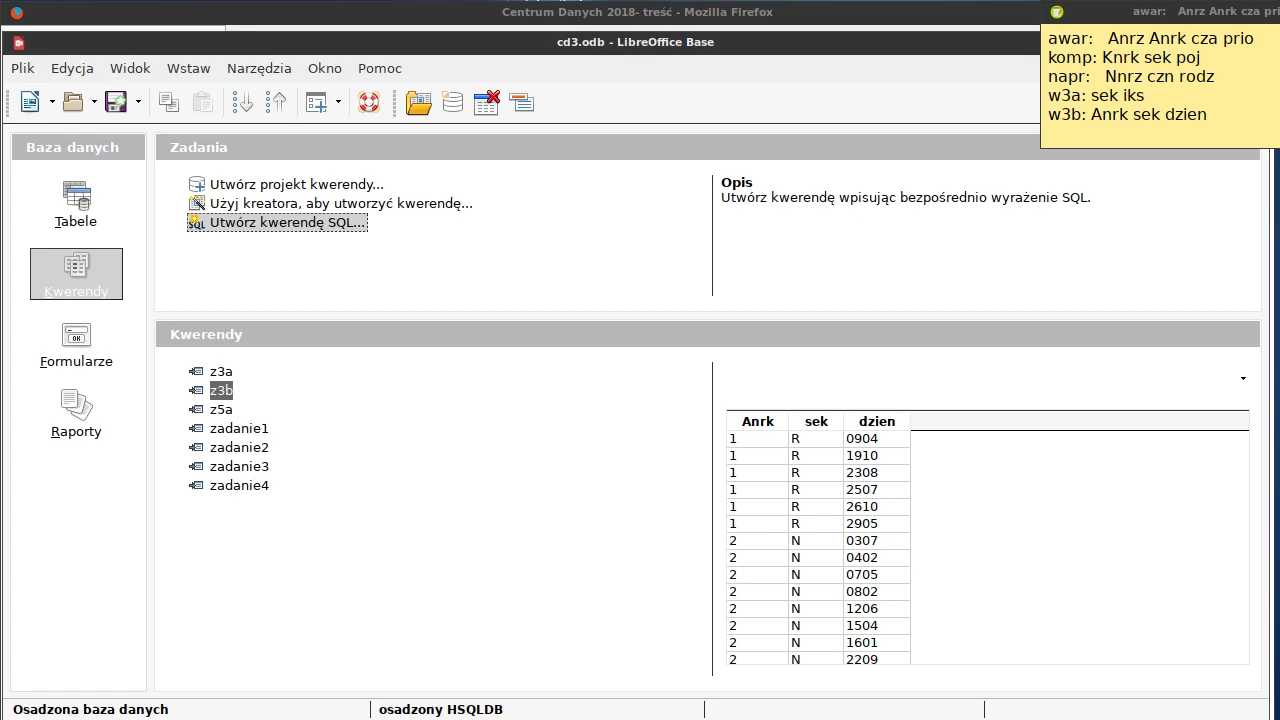 Centrum Danych 2018- treść - Mozilla Firefox
awar:   Anrz Anrk cza pri
cd3.odb - LibreOffice Base
awar:   Anrz Anrk cza prio
komp: Knrk sek poj
napr:   Nnrz czn rodz
w3a: sek iks
w3b: Anrk sek dzien
Plik Edycja Widok Wstaw Narzędzia Okno Pomoc
Baza danych
Tabele
Kwerendy
Formularze
Raporty
Zadania
Utwórz projekt kwerendy...
Użyj kreatora, aby utworzyć kwerendę...
SQL Utwórz kwerendę SQL...
Opis
Utwórz kwerendę wpisując bezpośrednio wyrażenie SQL.
Kwerendy
z3a
z3b
z5a
zadanie1
zadanie2
zadanie3
zadanie4
Anrk sek dzien
1 R 0904
1 R 1910
1 R 2308
1 R 2507
1 R 2610
1 R 2905
2 N 0307
2 N 0402
2 N 0705
2 N 0802
2 N 1206
2 N 1504
2 N 1601
2 N 2209
Osadzona baza danych osadzony HSQLDB